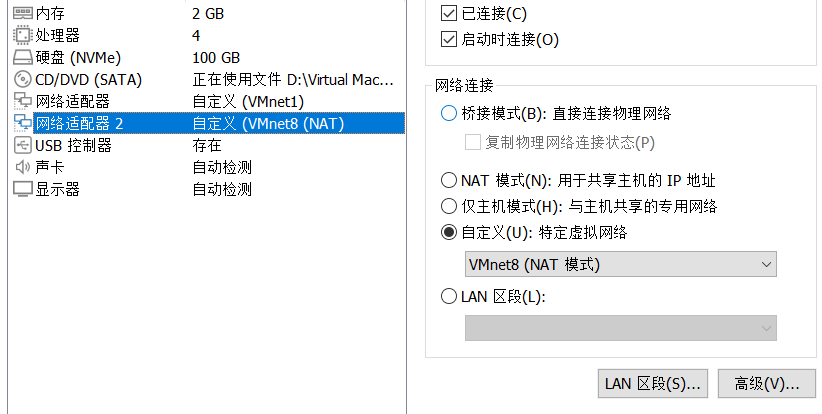 内存 2 GB
处理器 4
硬盘 (NVMe) 100 GB
CD/DVD (SATA) 正在使用文件 D:\Virtual Mac...
网络适配器 自定义 (VMnet1)
网络适配器 2 自定义 (VMnet8 (NAT)
USB 控制器 存在
声卡 自动检测
显示器 自动检测
已连接(C)
启动时连接(O)
网络连接
桥接模式(B): 直接连接物理网络
复制物理网络连接状态(P)
NAT 模式(N): 用于共享主机的 IP 地址
仅主机模式(H): 与主机共享的专用网络
自定义(U): 特定虚拟网络
VMnet8 (NAT 模式)
LAN 区段(L):
LAN 区段(S)... 高级(V)...